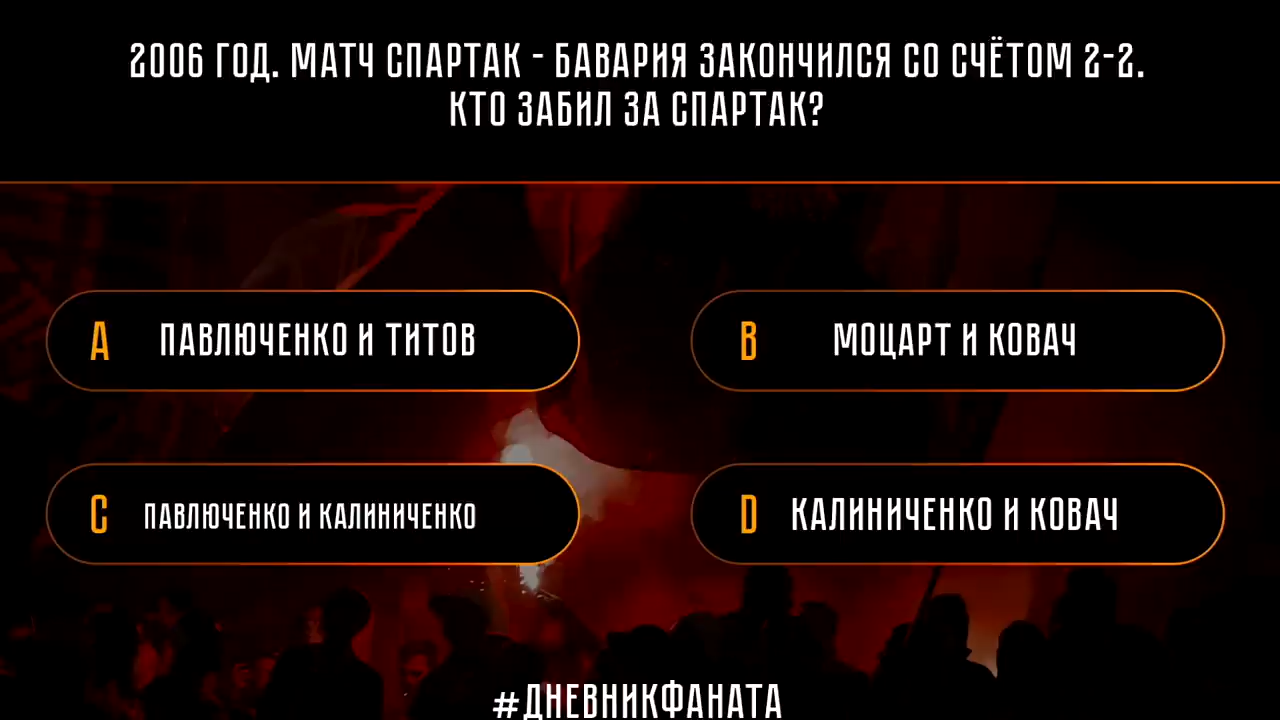 2006 ГОД. МАТЧ СПАРТАК - БАВАРИЯ ЗАКОНЧИЛСЯ СО СЧЁТОМ 2-2.
КТО ЗАБИЛ ЗА СПАРТАК?
A ПАВЛЮЧЕНКО И ТИТОВ
B МОЦАРТ И КОВАЧ
C ПАВЛЮЧЕНКО И КАЛИНИЧЕНКО
D КАЛИНИЧЕНКО И КОВАЧ
#ДНЕВНИКФАНАТА